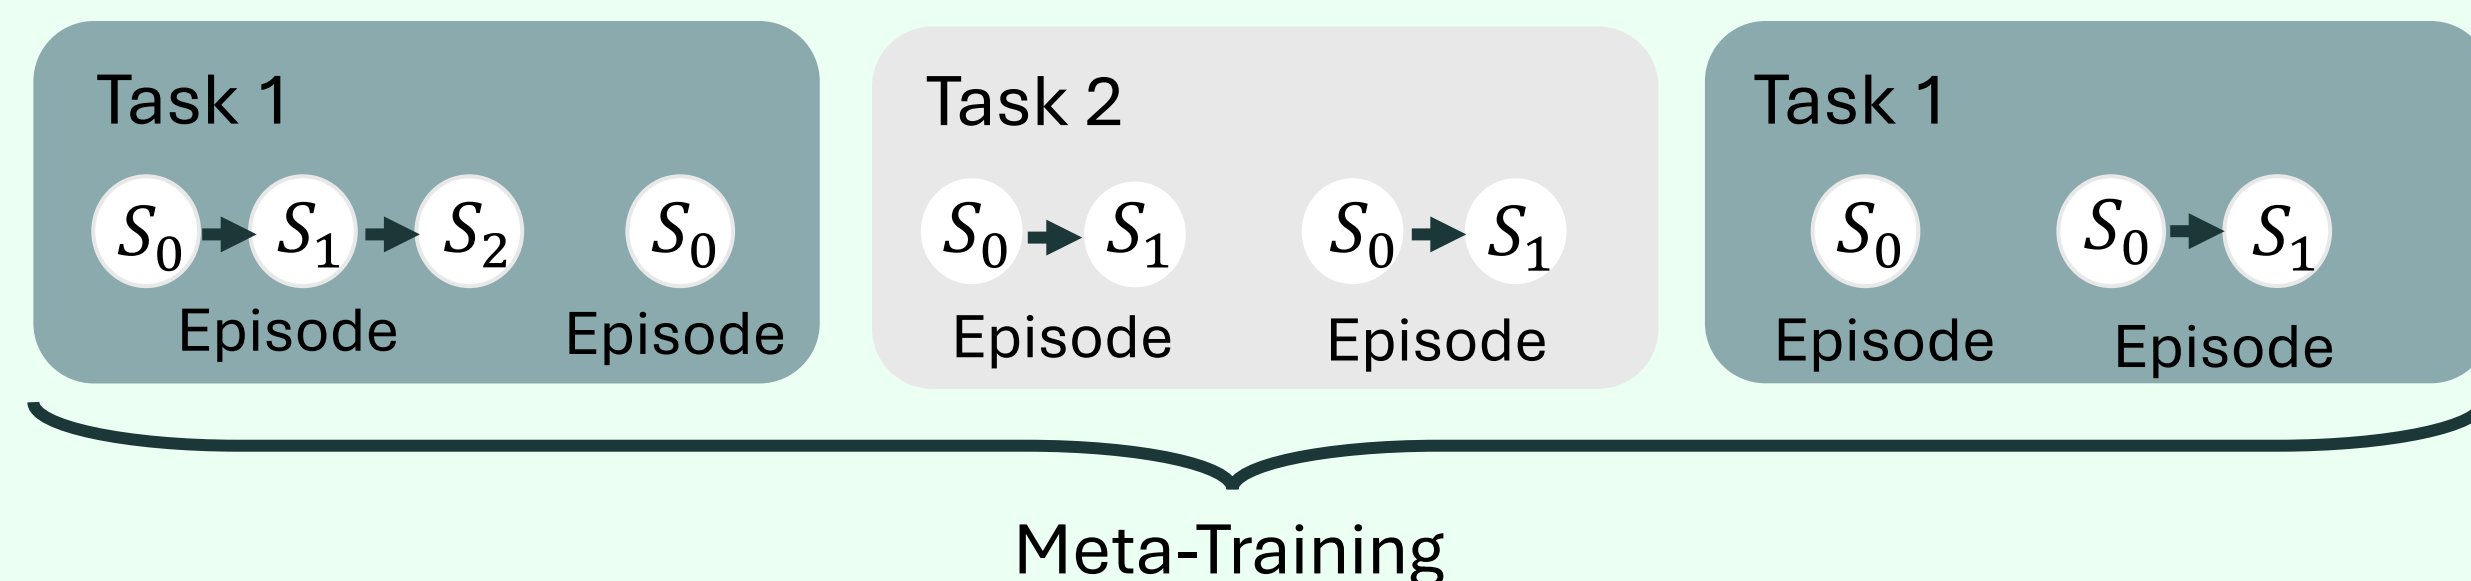 Task 1
S₀ S₁ S₂ S₀
Episode Episode
Task 2
S₀ S₁ S₀ S₁
Episode Episode
Task 1
S₀ S₀ S₁
Episode Episode
Meta-Training